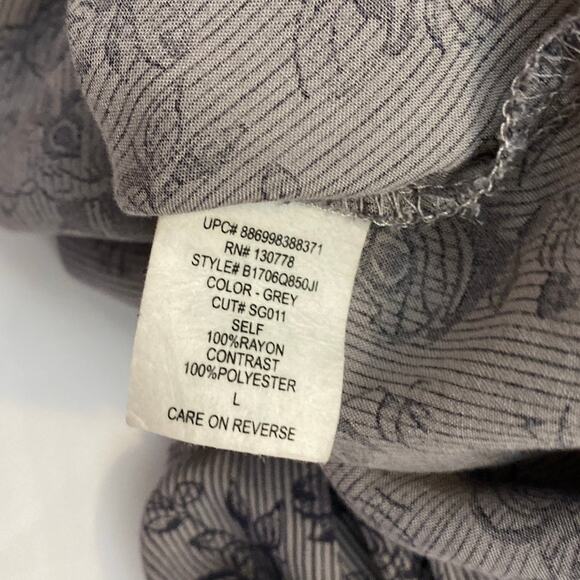 UPC# 886998388371
RN# 130778
STYLE# B1706Q850JI
COLOR - GREY
CUT# SG011
SELF
100%RAYON
CONTRAST
100%POLYESTER
L
CARE ON REVERSE